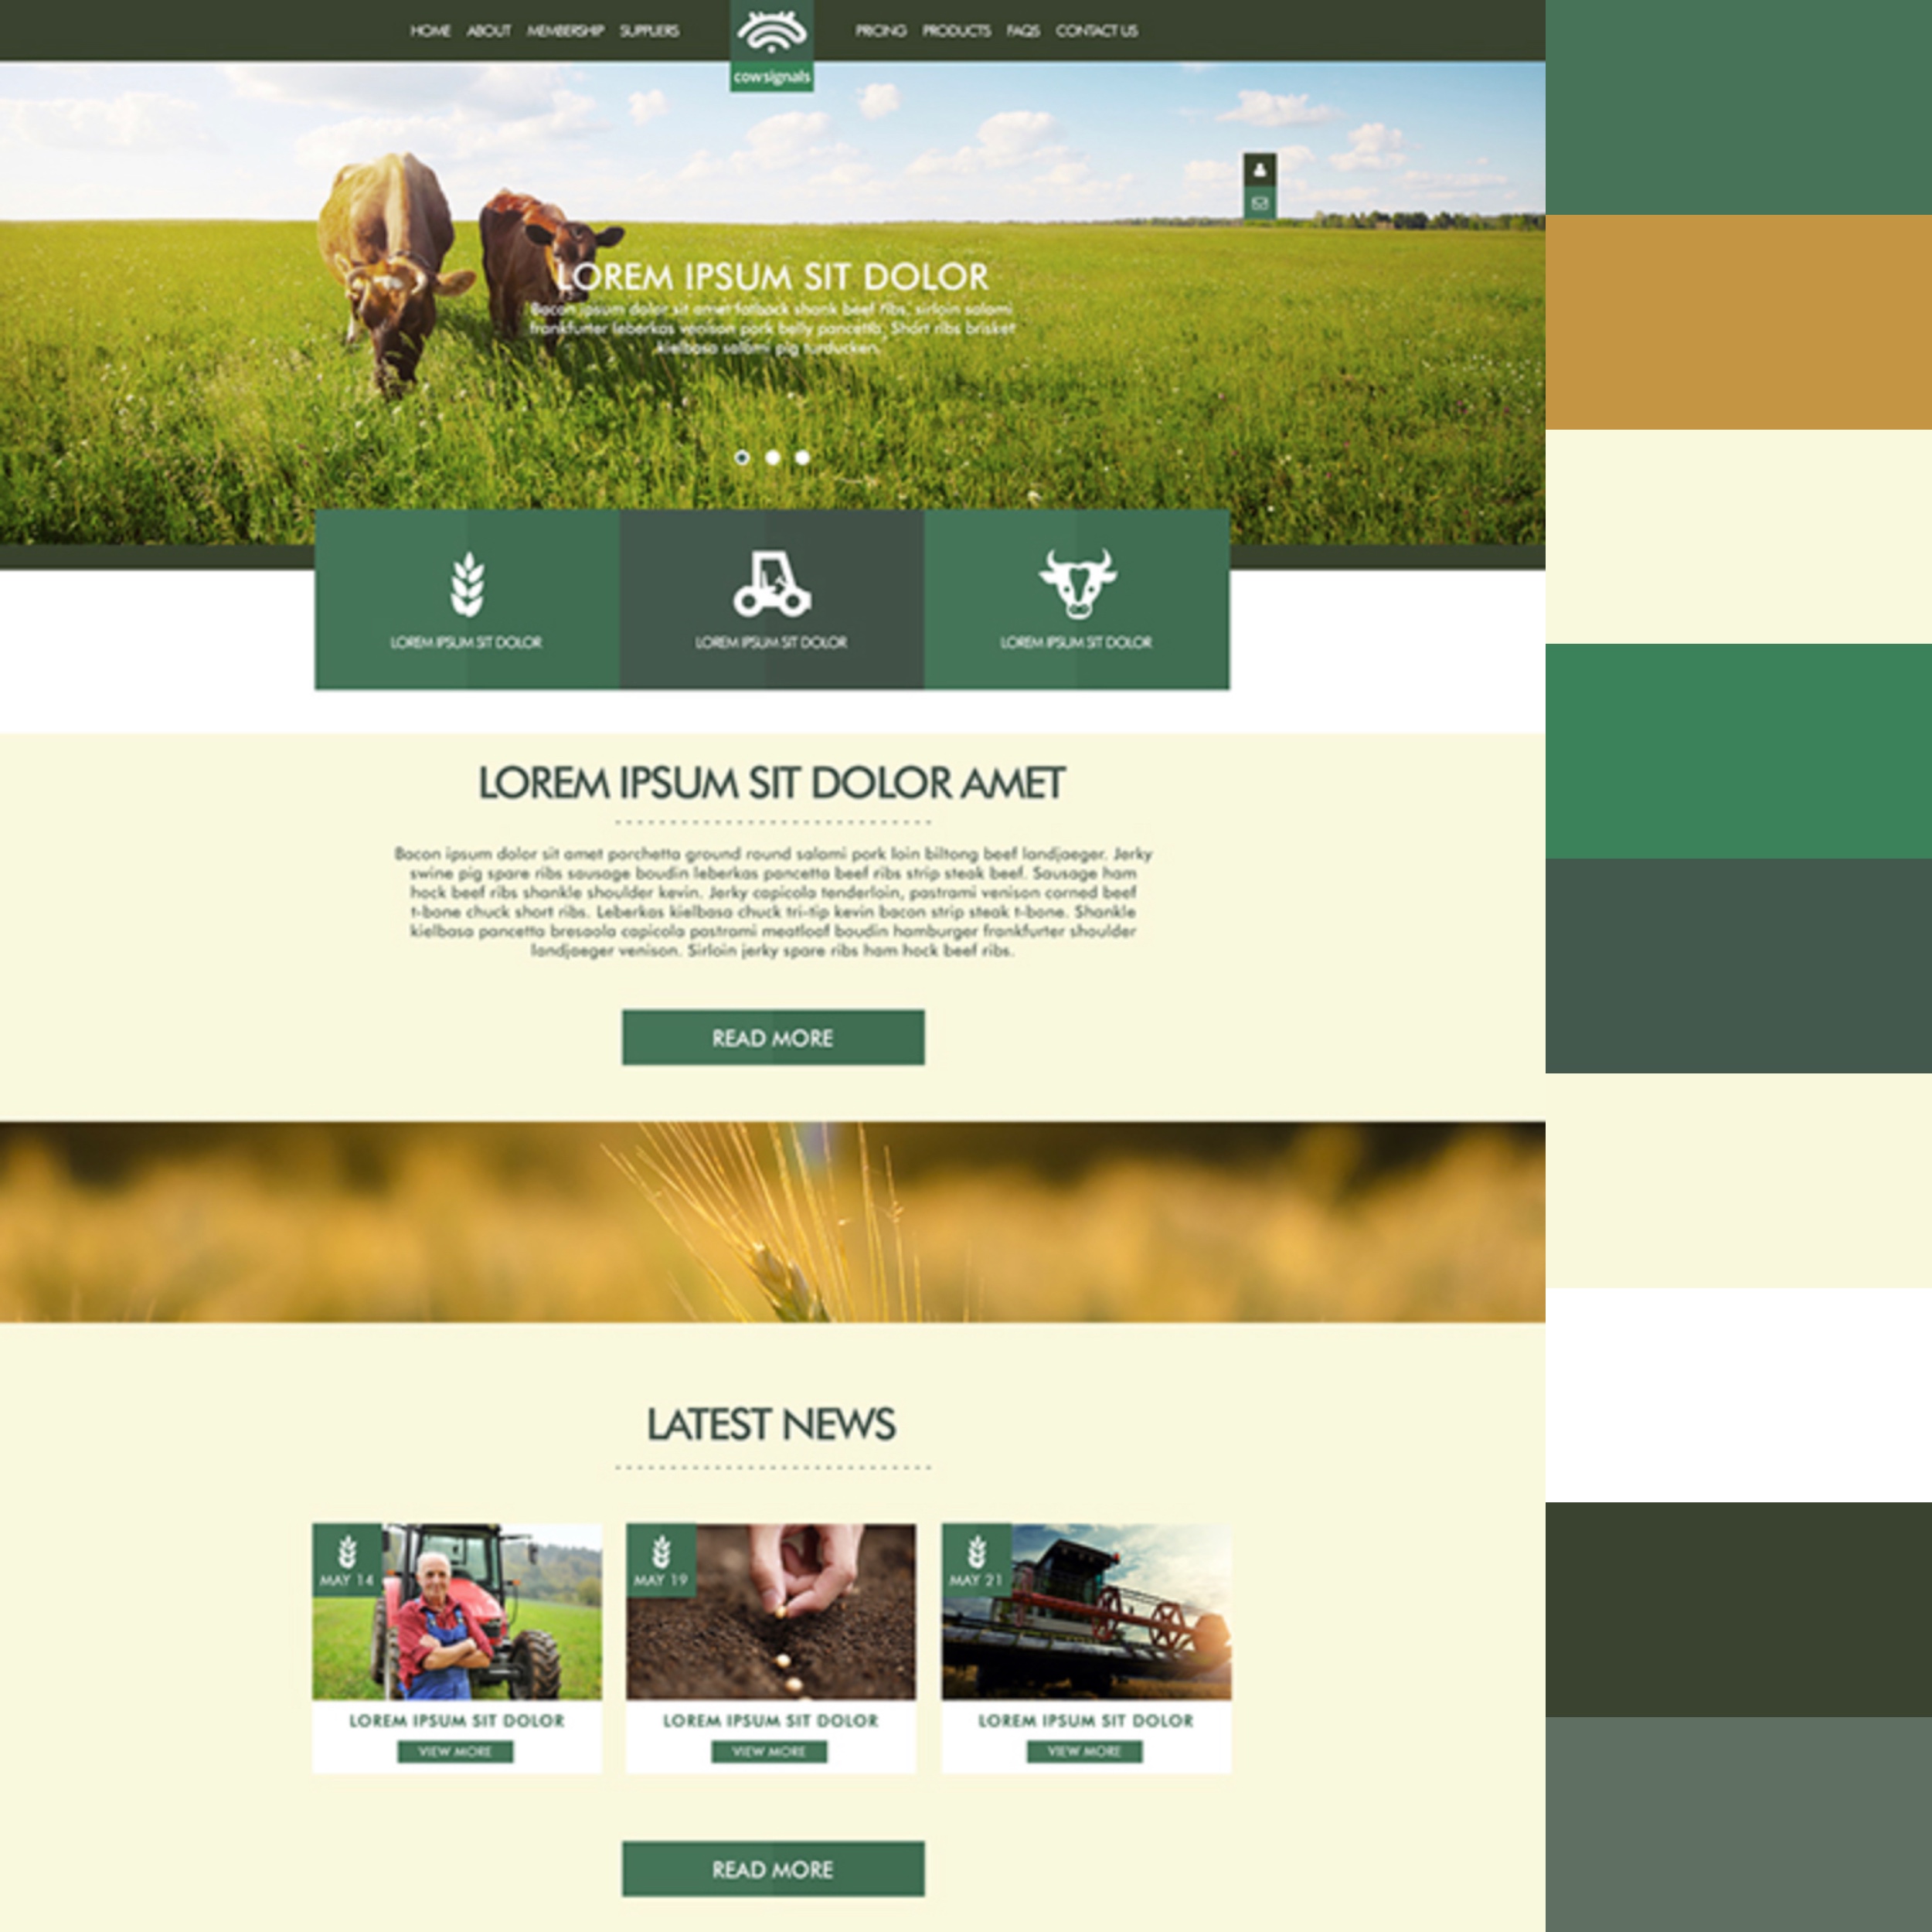 HOME ABOUT MEMBERSHIP SUPPLIERS PRICING PRODUCTS FAQS CONTACT US
cowsignals
LOREM IPSUM SIT DOLOR
Bacon ipsum dolor sit amet fatback shank beef ribs, sirloin salami
frankfurter leberkas venison pork belly pancetta. Short ribs brisket
kielbasa salami pig turducken.
LOREM IPSUM SIT DOLOR LOREM IPSUM SIT DOLOR LOREM IPSUM SIT DOLOR
LOREM IPSUM SIT DOLOR AMET
Bacon ipsum dolor sit amet porchetta ground round salami pork loin biltong beef landjaeger. Jerky
swine pig spare ribs sausage boudin leberkas pancetta beef ribs strip steak beef. Sausage ham
hock beef ribs shankle shoulder kevin. Jerky capicola tenderloin, pastrami venison corned beef
t-bone chuck short ribs. Leberkas kielbasa chuck tri-tip kevin bacon strip steak t-bone. Shankle
kielbasa pancetta bresaola capicola pastrami meatloaf boudin hamburger frankfurter shoulder
landjaeger venison. Sirloin jerky spare ribs ham hock beef ribs.
READ MORE
LATEST NEWS
MAY 14 MAY 19 MAY 21
LOREM IPSUM SIT DOLOR LOREM IPSUM SIT DOLOR LOREM IPSUM SIT DOLOR
VIEW MORE VIEW MORE VIEW MORE
READ MORE